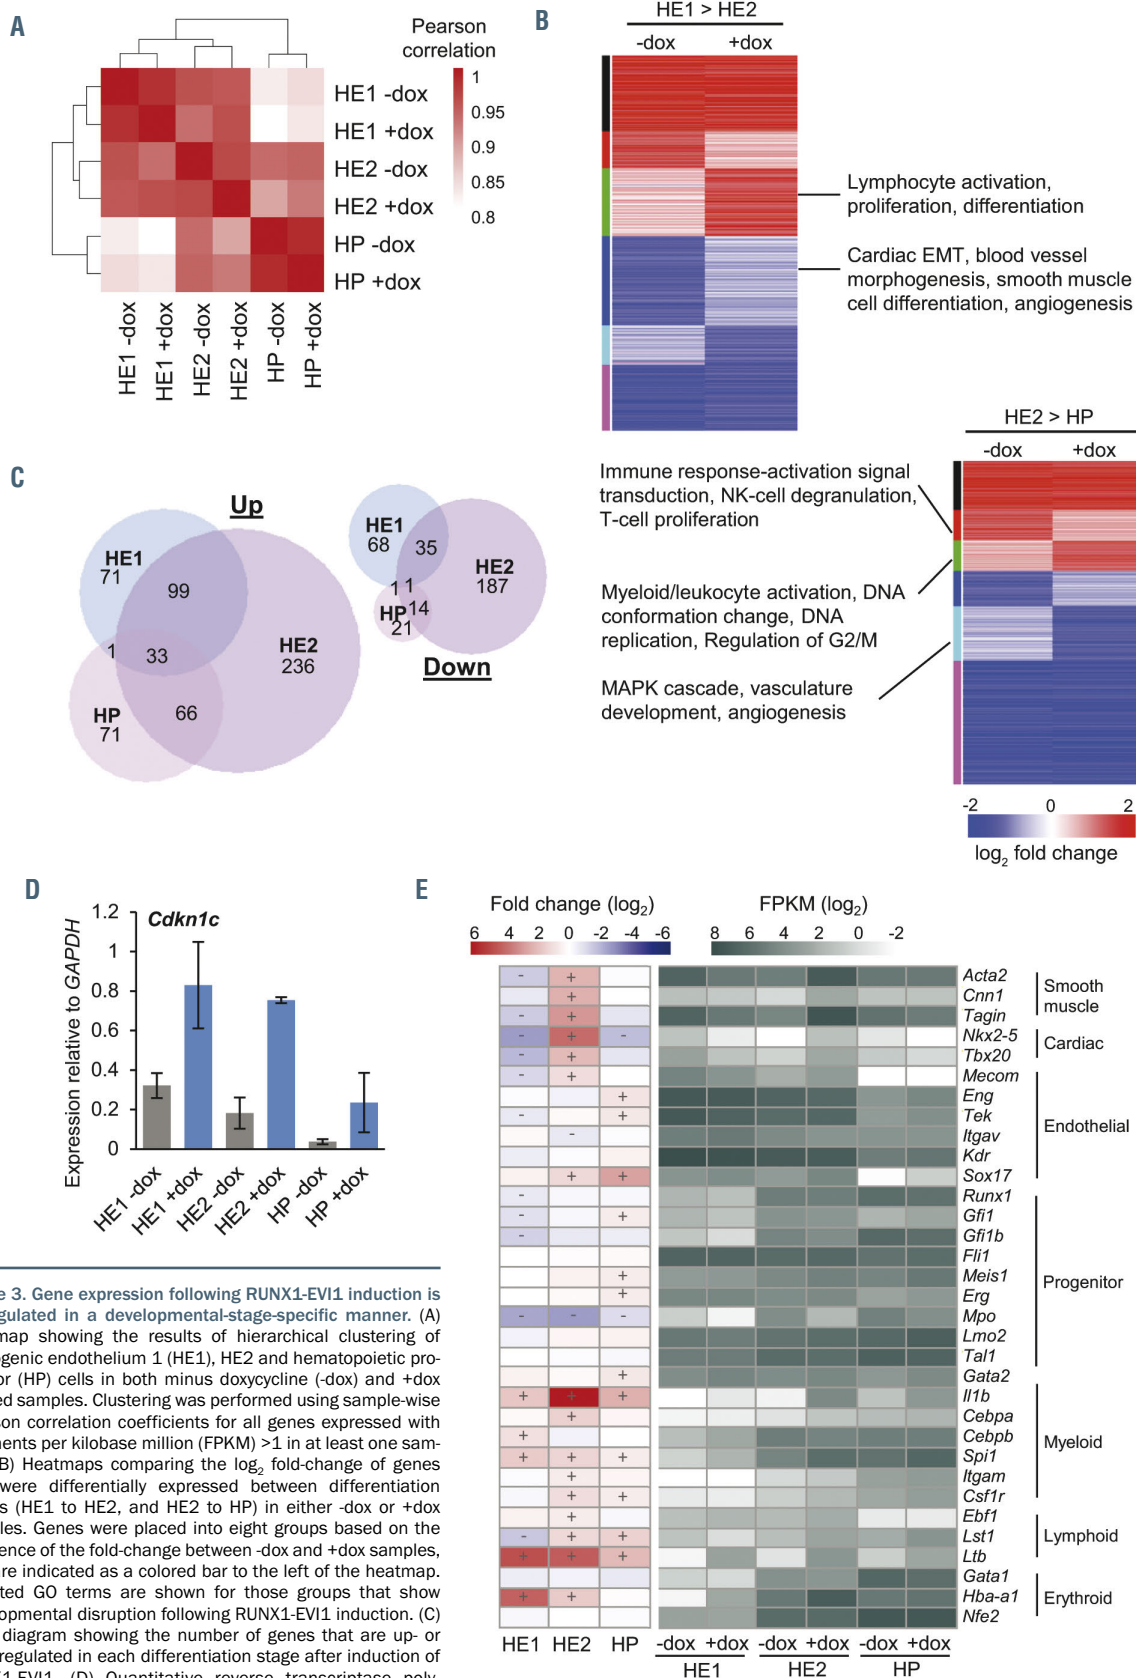 A
Pearson
correlation
1
0.95
0.9
0.85
0.8
HE1 -dox
HE1 +dox
HE2 -dox
HE2 +dox
HP -dox
HP +dox
HE1 -dox
HE1 +dox
HE2 -dox
HE2 +dox
HP -dox
HP +dox
B
HE1 > HE2
-dox +dox
Lymphocyte activation,
proliferation, differentiation
Cardiac EMT, blood vessel
morphogenesis, smooth muscle
cell differentiation, angiogenesis
HE2 > HP
-dox +dox
Immune response-activation signal
transduction, NK-cell degranulation,
T-cell proliferation
Myeloid/leukocyte activation, DNA
conformation change, DNA
replication, Regulation of G2/M
MAPK cascade, vasculature
development, angiogenesis
-2 0 2
log2 fold change
C
Up
HE1
71
99
HE2
236
1
33
HP
71
66
HE1
68
35
HE2
187
1
1
HP
14
21
Down
D
Cdkn1c
Expression relative to GAPDH
1.2
1
0.8
0.6
0.4
0.2
0
HE1 -dox
HE1 +dox
HE2 -dox
HE2 +dox
HP -dox
HP +dox
E
Fold change (log2)
6 4 2 0 -2 -4 -6
FPKM (log2)
8 6 4 2 0 -2
- + Acta2
+ Cnn1
- + Tagln
- + - Nkx2-5
- + Tbx20
- + Mecom
+ Eng
- + Tek
- Itgav
Kdr
+ + Sox17
- Runx1
- + Gfi1
- Gfi1b
Fli1
+ Meis1
+ Erg
- - - Mpo
Lmo2
Tal1
+ Gata2
+ + + Il1b
+ Cebpa
+ Cebpb
+ + + Spi1
+ Itgam
+ + Csf1r
+ Ebf1
- + + Lst1
+ + + Ltb
Gata1
+ + Hba-a1
Nfe2
Smooth
muscle
Cardiac
Endothelial
Progenitor
Myeloid
Lymphoid
Erythroid
HE1 HE2 HP
-dox +dox -dox +dox -dox +dox
HE1 HE2 HP
e 3. Gene expression following RUNX1-EVI1 induction is
egulated in a developmental-stage-specific manner. (A)
map showing the results of hierarchical clustering of
ogenic endothelium 1 (HE1), HE2 and hematopoietic pro-
or (HP) cells in both minus doxycycline (-dox) and +dox
ed samples. Clustering was performed using sample-wise
son correlation coefficients for all genes expressed with
ments per kilobase million (FPKM) >1 in at least one sam-
B) Heatmaps comparing the log2 fold-change of genes
were differentially expressed between differentiation
s (HE1 to HE2, and HE2 to HP) in either -dox or +dox
ples. Genes were placed into eight groups based on the
ence of the fold-change between -dox and +dox samples,
are indicated as a colored bar to the left of the heatmap.
ted GO terms are shown for those groups that show
opmental disruption following RUNX1-EVI1 induction. (C)
diagram showing the number of genes that are up- or
regulated in each differentiation stage after induction of
1-EVI1. (D) Quantitative reverse transcriptase poly-